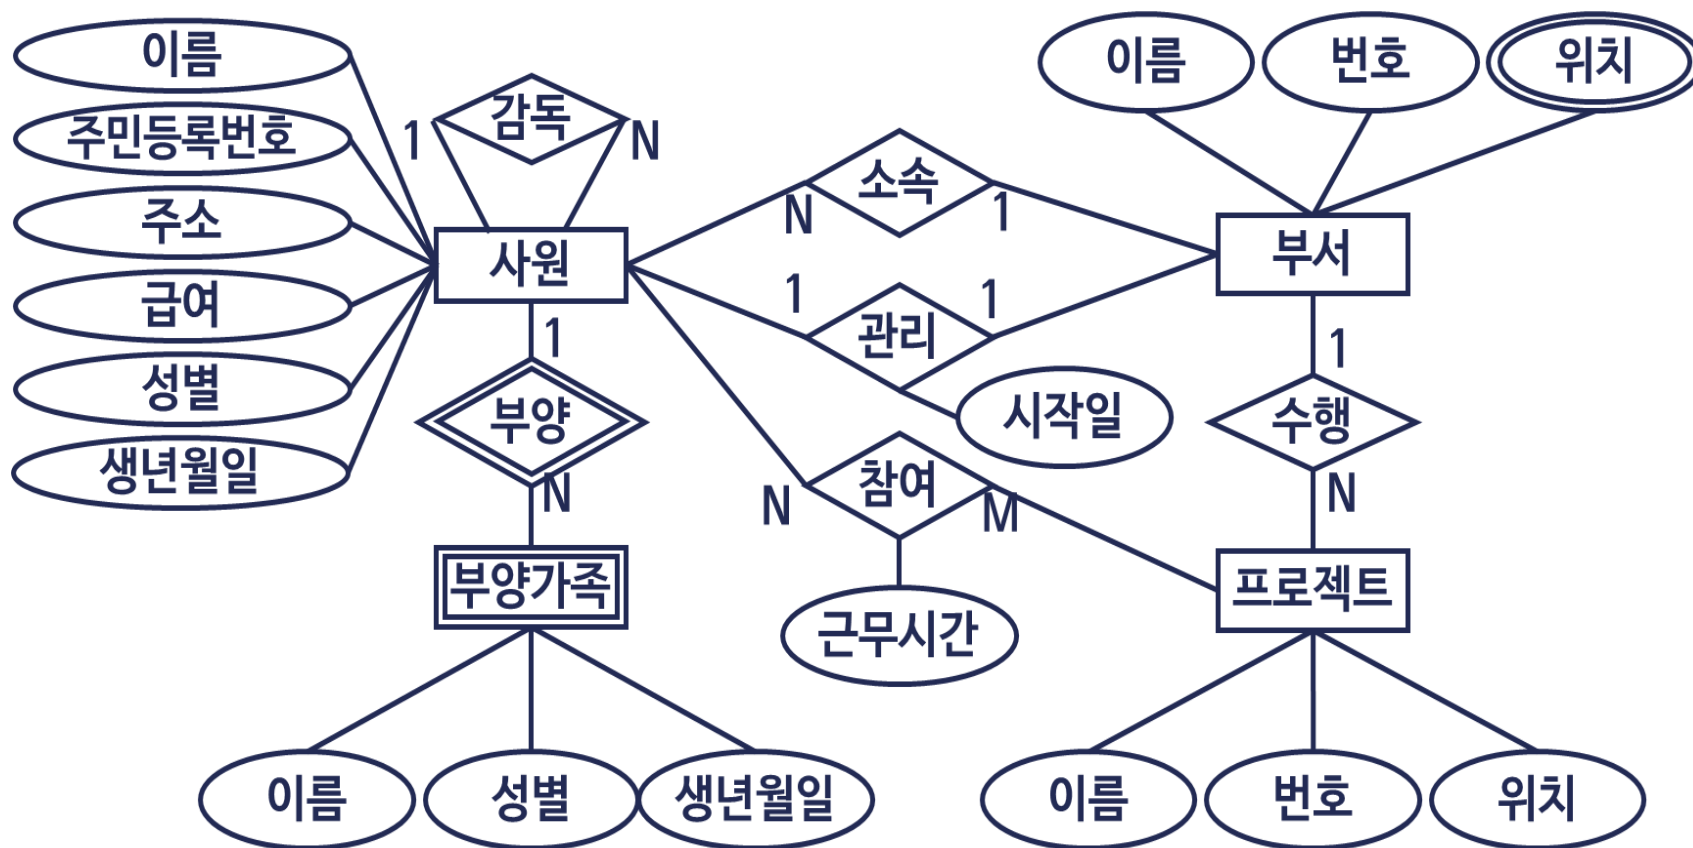 이름
주민등록번호
주소
급여
성별
생년월일
감독
1
N
사원
1
부양
N
부양가족
이름
성별
생년월일
소속
N
1
관리
1
1
시작일
참여
N
M
근무시간
이름
번호
위치
부서
1
수행
N
프로젝트
이름
번호
위치